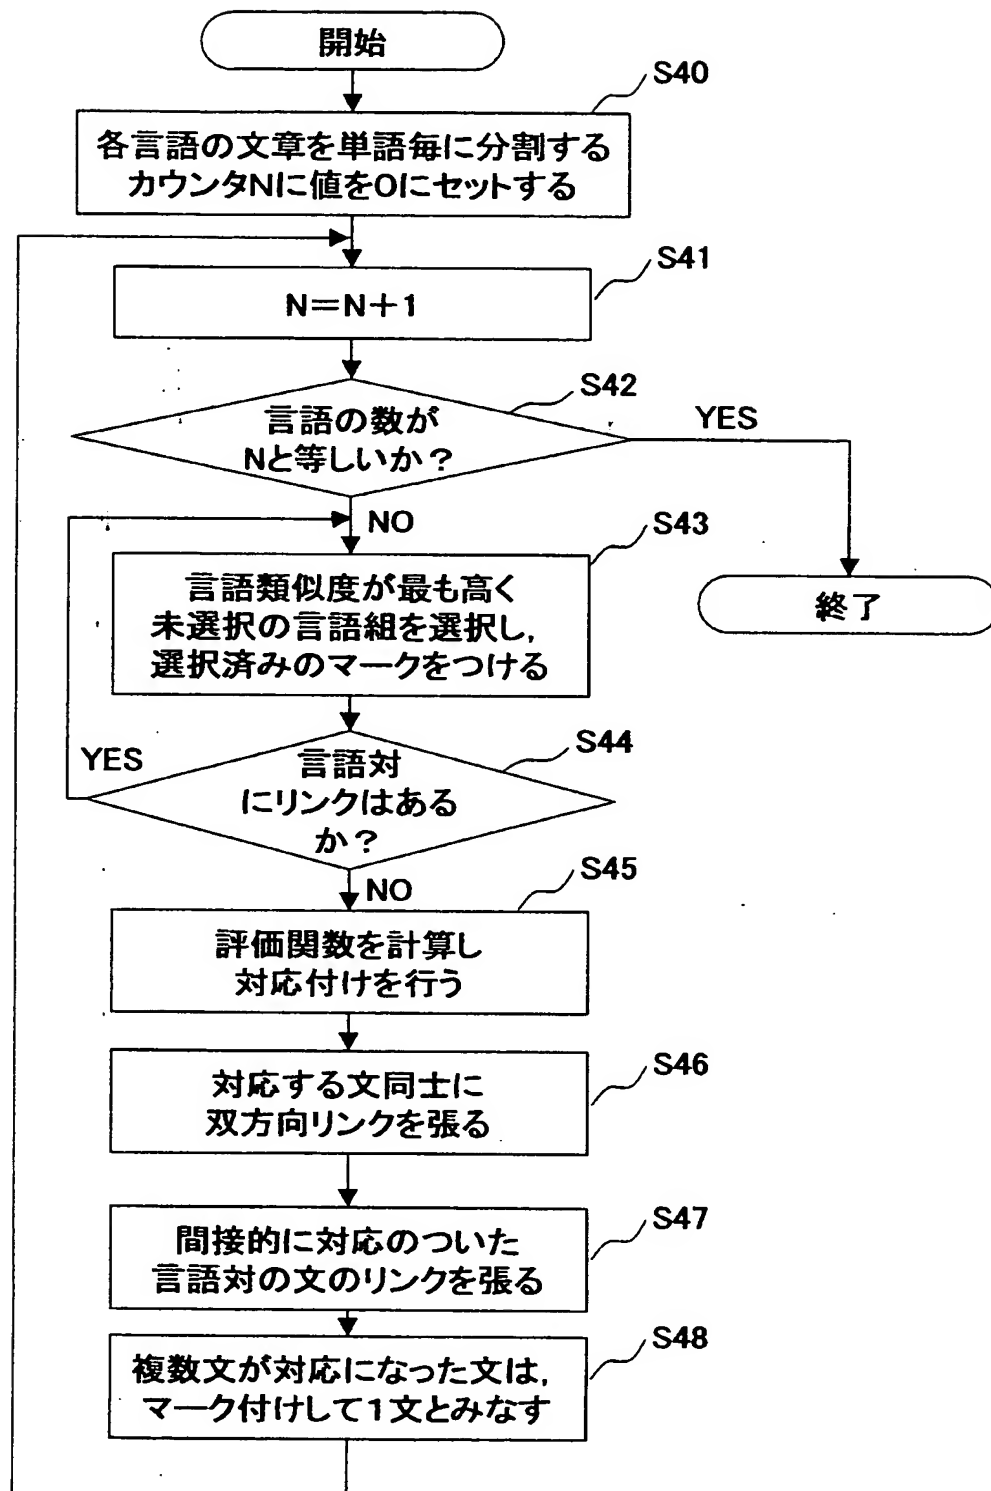 開始
S40
各言語の文章を単語毎に分割する
カウンタNに値を0にセットする
S41
N=N+1
S42
言語の数が
Nと等しいか?
YES
NO
S43
言語類似度が最も高く
未選択の言語組を選択し,
選択済みのマークをつける
終了
S44
YES
言語対
にリンクはある
か?
NO
S45
評価関数を計算し
対応付けを行う
S46
対応する文同士に
双方向リンクを張る
S47
間接的に対応のついた
言語対の文のリンクを張る
S48
複数文が対応になった文は,
マーク付けして1文とみなす